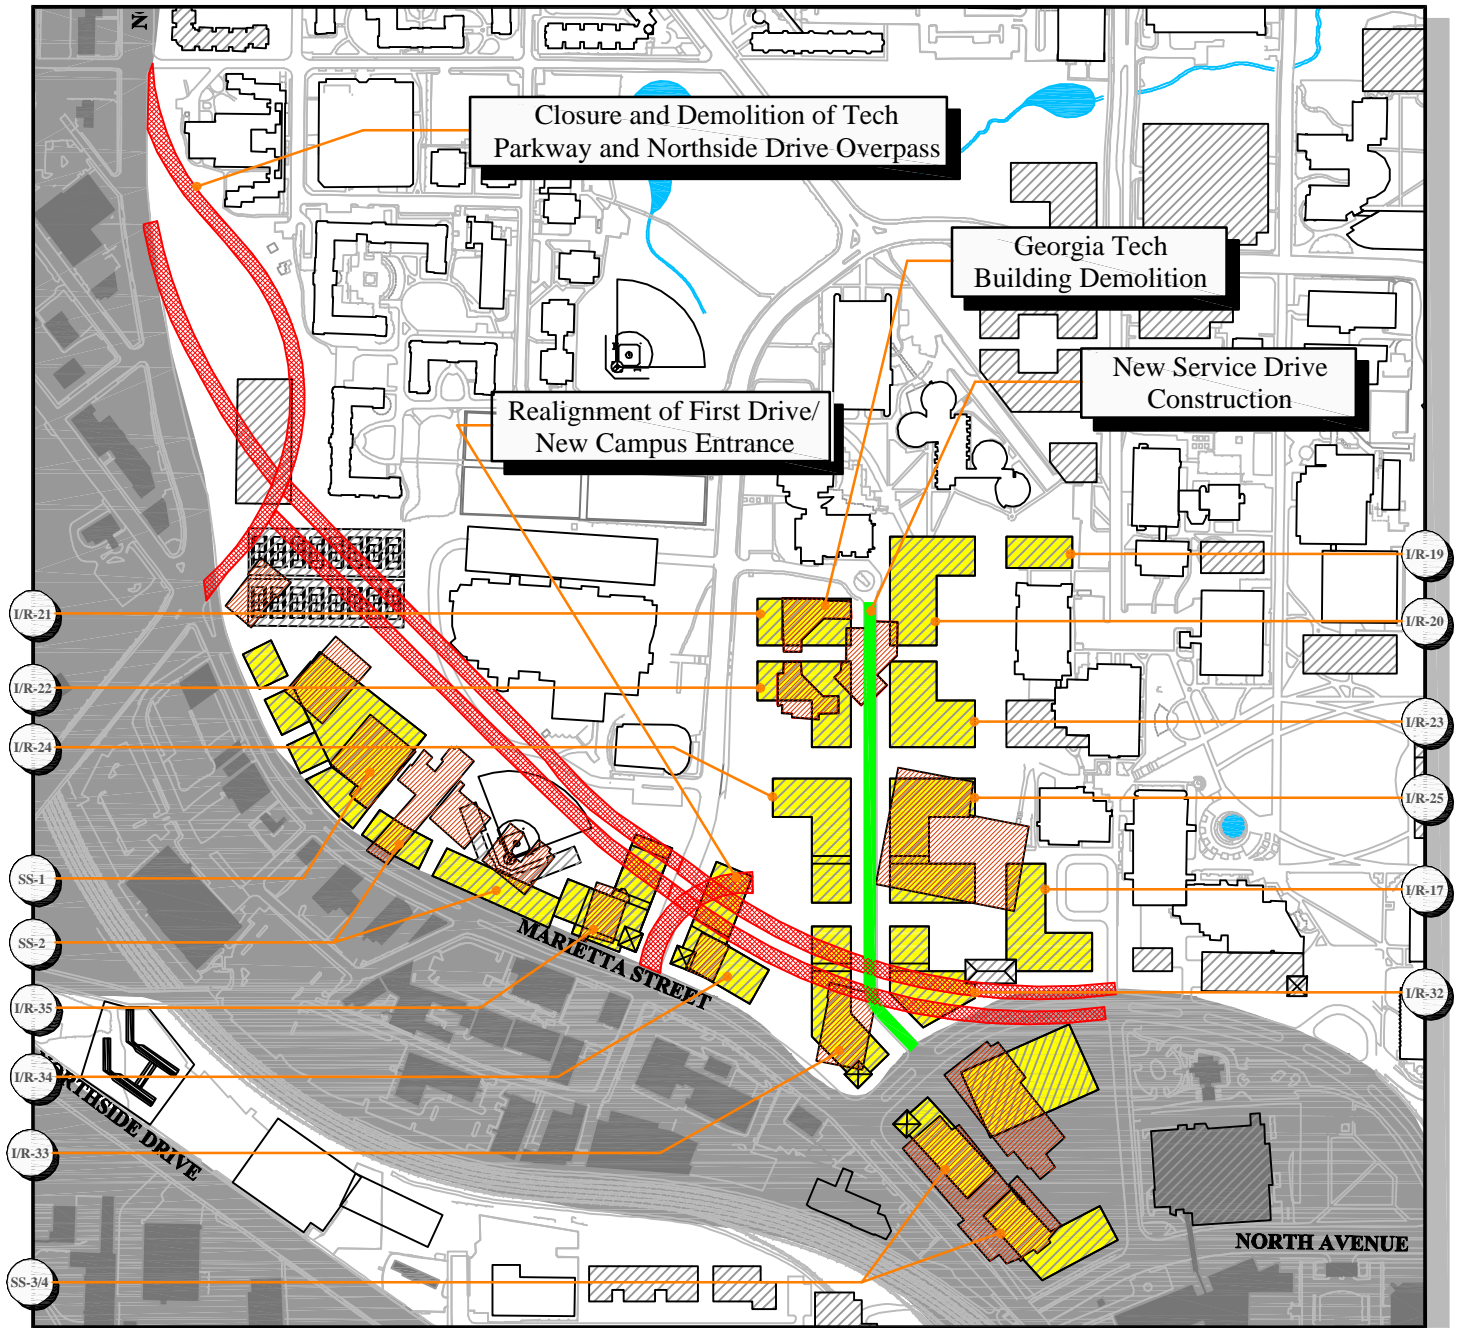 Closure and Demolition of Tech
Parkway and Northside Drive Overpass
Georgia Tech
Building Demolition
New Service Drive
Construction
Realignment of First Drive/
New Campus Entrance
I/R-19
I/R-21
I/R-20
I/R-22
I/R-23
I/R-24
I/R-25
SS-1
I/R-17
SS-2
MARIETTA STREET
I/R-32
I/R-35
I/R-34
NORTHSIDE DRIVE
I/R-33
NORTH AVENUE
SS-3/4